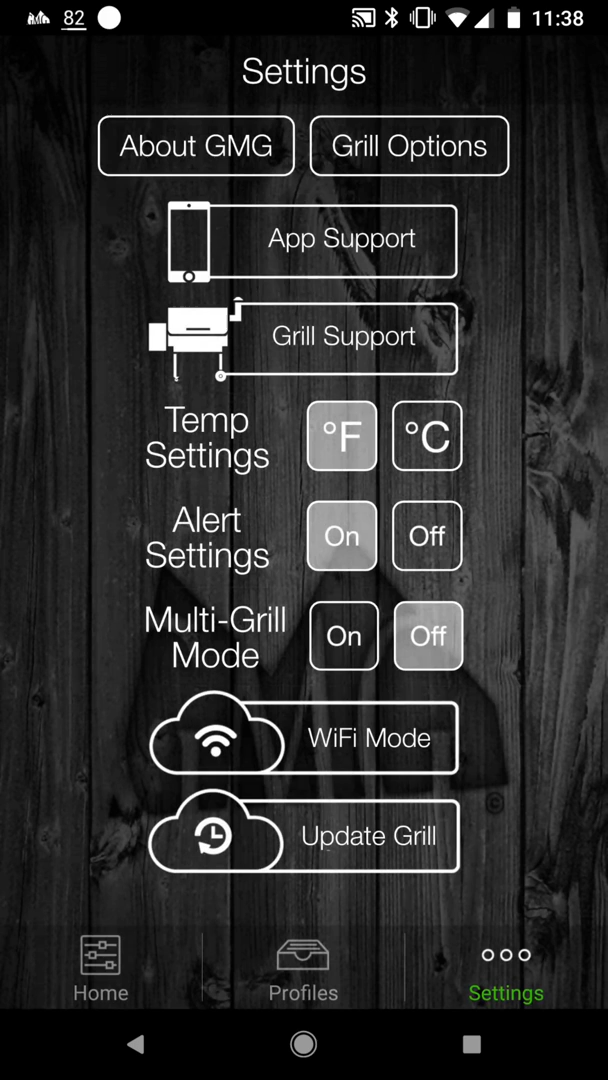 82
11:38
Settings
About GMG
Grill Options
App Support
Grill Support
Temp
Settings
°F
°C
Alert
Settings
On
Off
Multi-Grill
Mode
On
Off
WiFi Mode
©
Update Grill
Home
Profiles
Settings